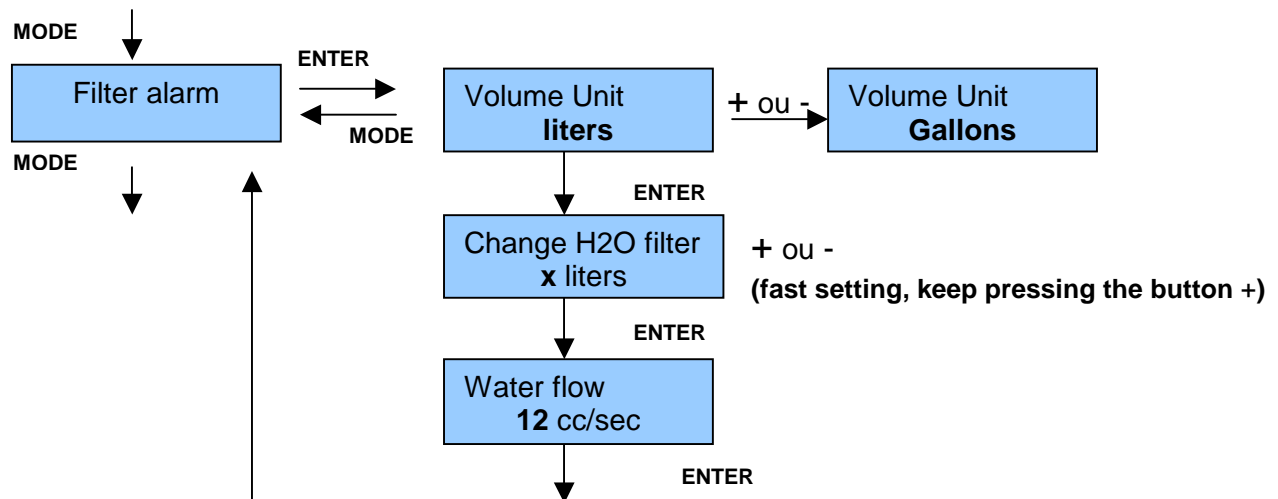 MODE
Filter alarm
ENTER
MODE
MODE
Volume Unit
liters
+ ou -
Volume Unit
Gallons
ENTER
Change H2O filter
x liters
+ ou -
(fast setting, keep pressing the button +)
ENTER
Water flow
12 cc/sec
ENTER